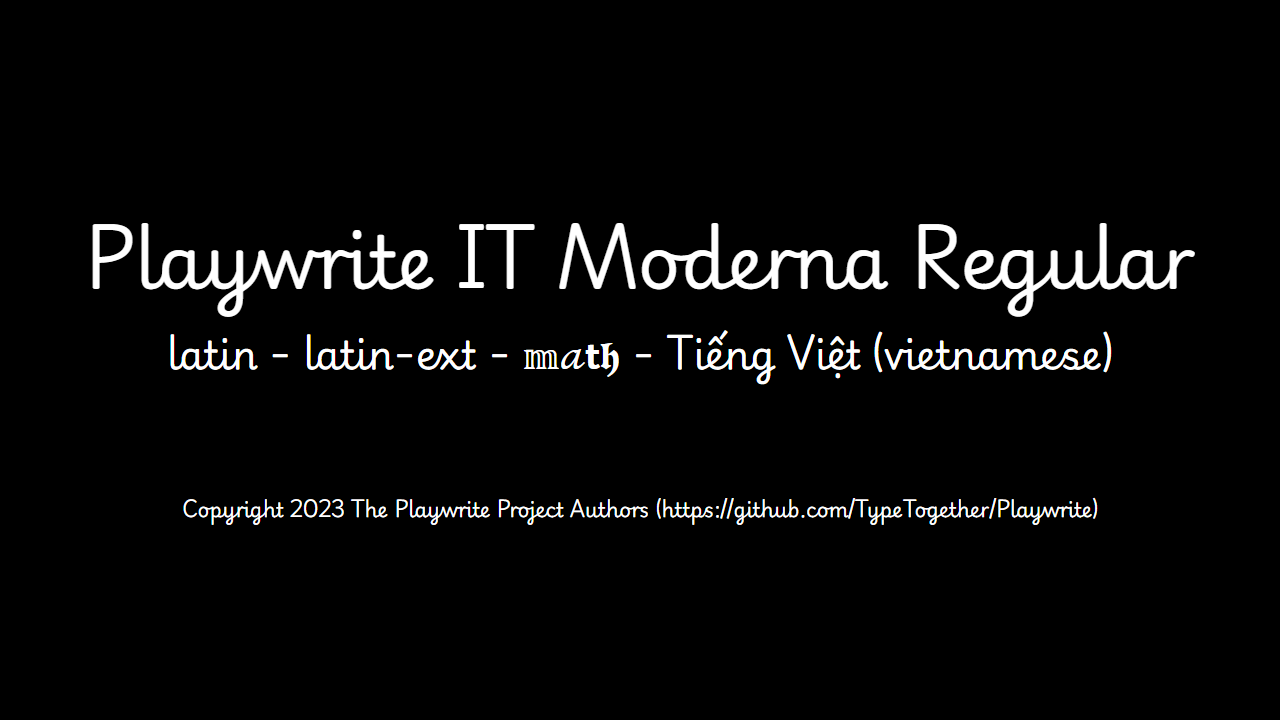 Playwrite IT Moderna Regular
latin - latin-ext - 𝕞𝑎𝐭𝖍 - Tiếng Việt (vietnamese)
Copyright 2023 The Playwrite Project Authors (https://github.com/TypeTogether/Playwrite)